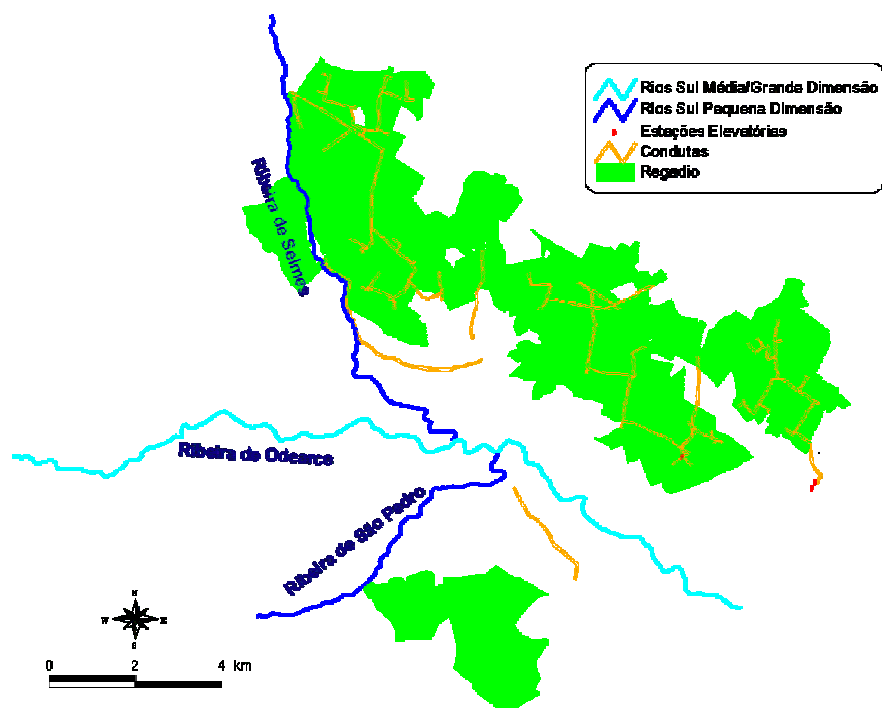 Rios Sul Média/Grande Dimensão
Rios Sul Pequena Dimensão
Estações Elevatórias
Condutas
Regadio
Ribeira de Selmes
Ribeira de Odearce
Ribeira de São Pedro
N
W E
S
0 2 4 km